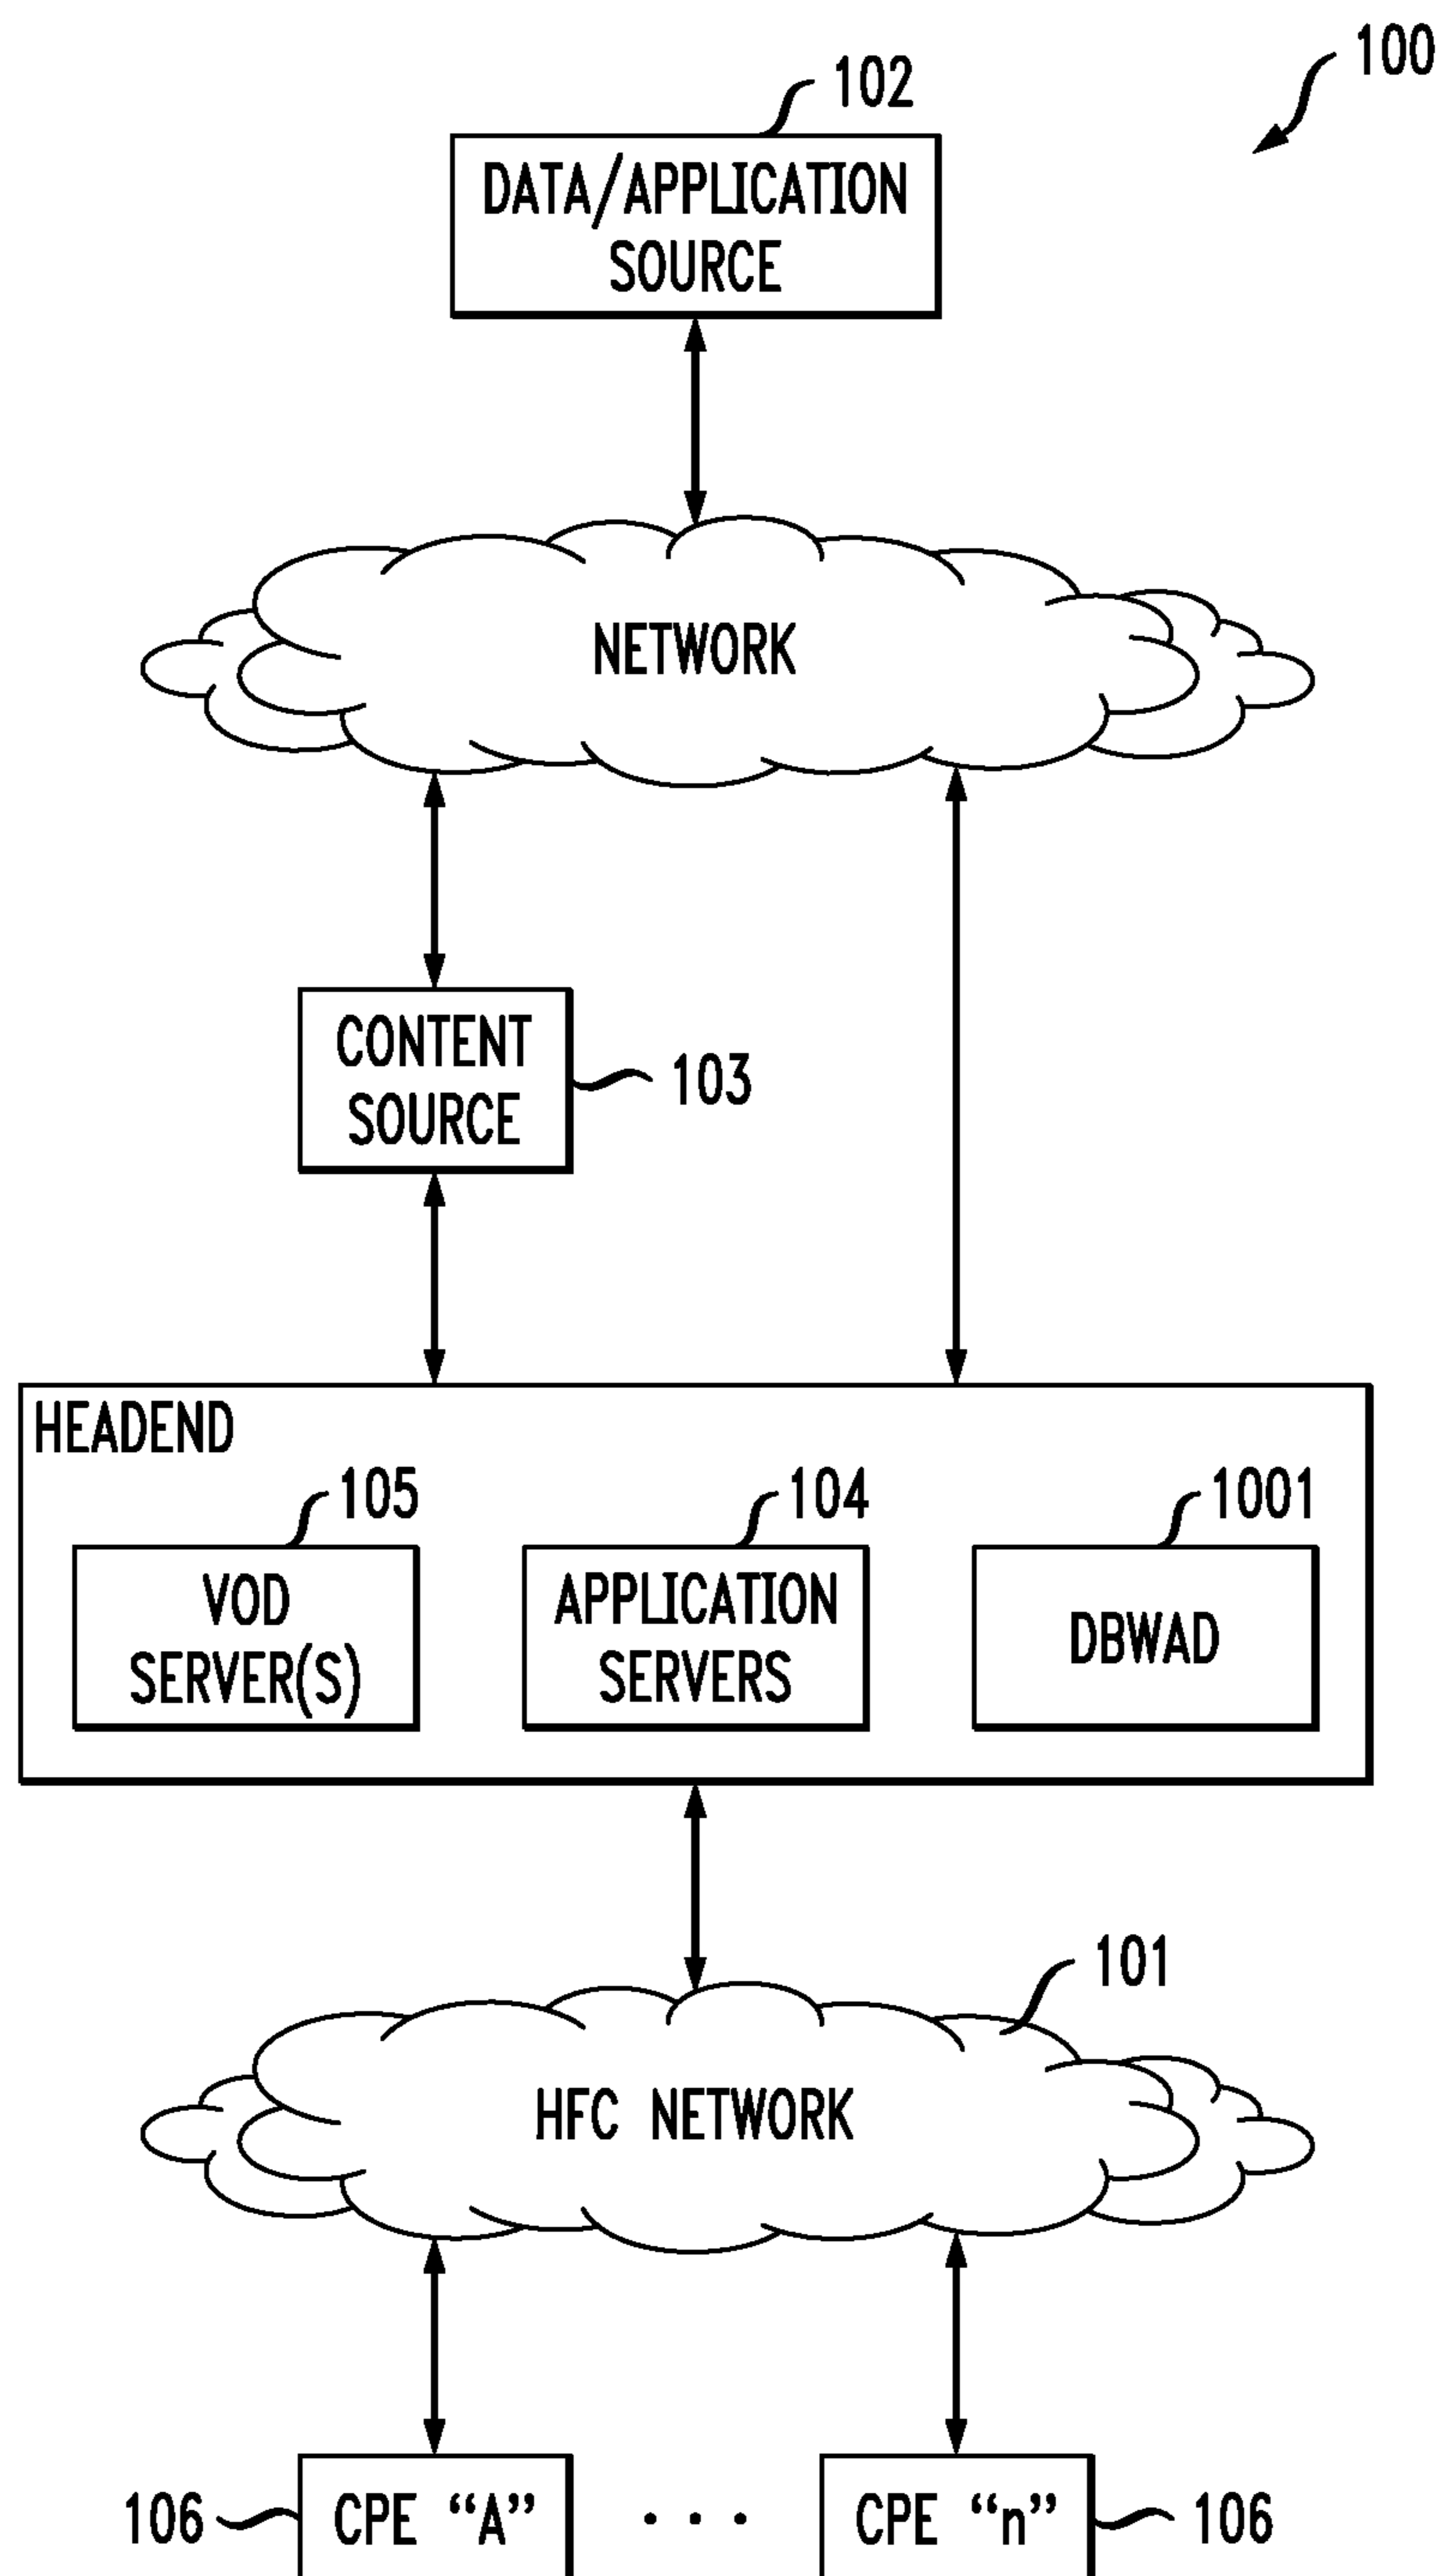 100
102
DATA/APPLICATION
SOURCE
NETWORK
CONTENT
SOURCE
103
HEADEND
105
104
1001
VOD
SERVER(S)
APPLICATION
SERVERS
DBWAD
101
HFC NETWORK
106
CPE “A”
. . .
CPE “n”
106